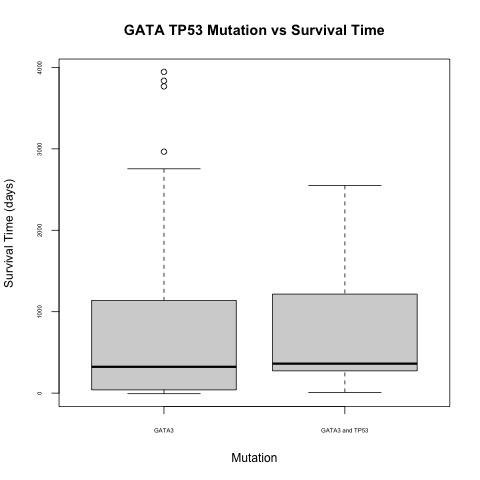 GATA TP53 Mutation vs Survival Time
Survival Time (days)
4000
3000
2000
1000
0
GATA3
GATA3 and TP53
Mutation